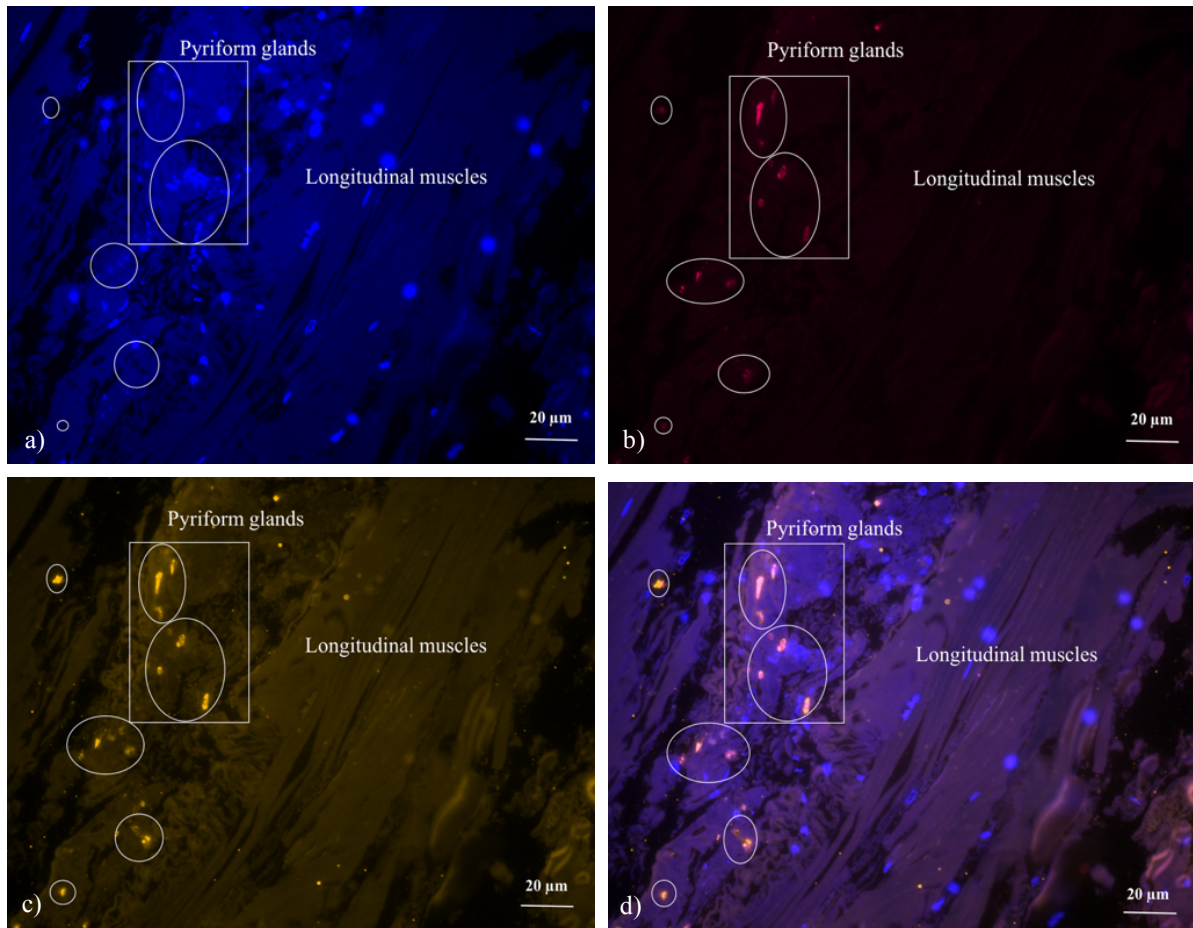 Pyriform glands
Longitudinal muscles
20 µm
a)
Pyriform glands
Longitudinal muscles
20 µm
b)
Pyriform glands
Longitudinal muscles
20 µm
c)
Pyriform glands
Longitudinal muscles
20 µm
d)